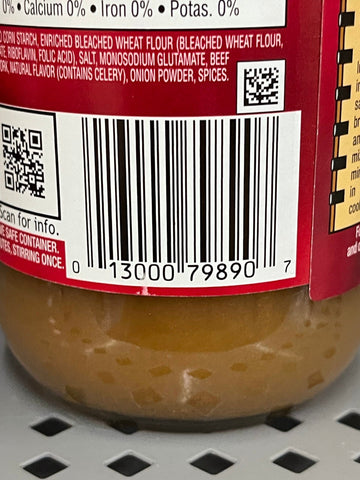 0% • Calcium 0% • Iron 0% • Potas. 0%
CORN STARCH, ENRICHED BLEACHED WHEAT FLOUR (BLEACHED WHEAT FLOUR,
RIBOFLAVIN, FOLIC ACID), SALT, MONOSODIUM GLUTAMATE, BEEF
NATURAL FLAVOR (CONTAINS CELERY), ONION POWDER, SPICES.
Scan for info.
SAFE CONTAINER.
STIRRING ONCE.
0 13000 79890 7
in
and